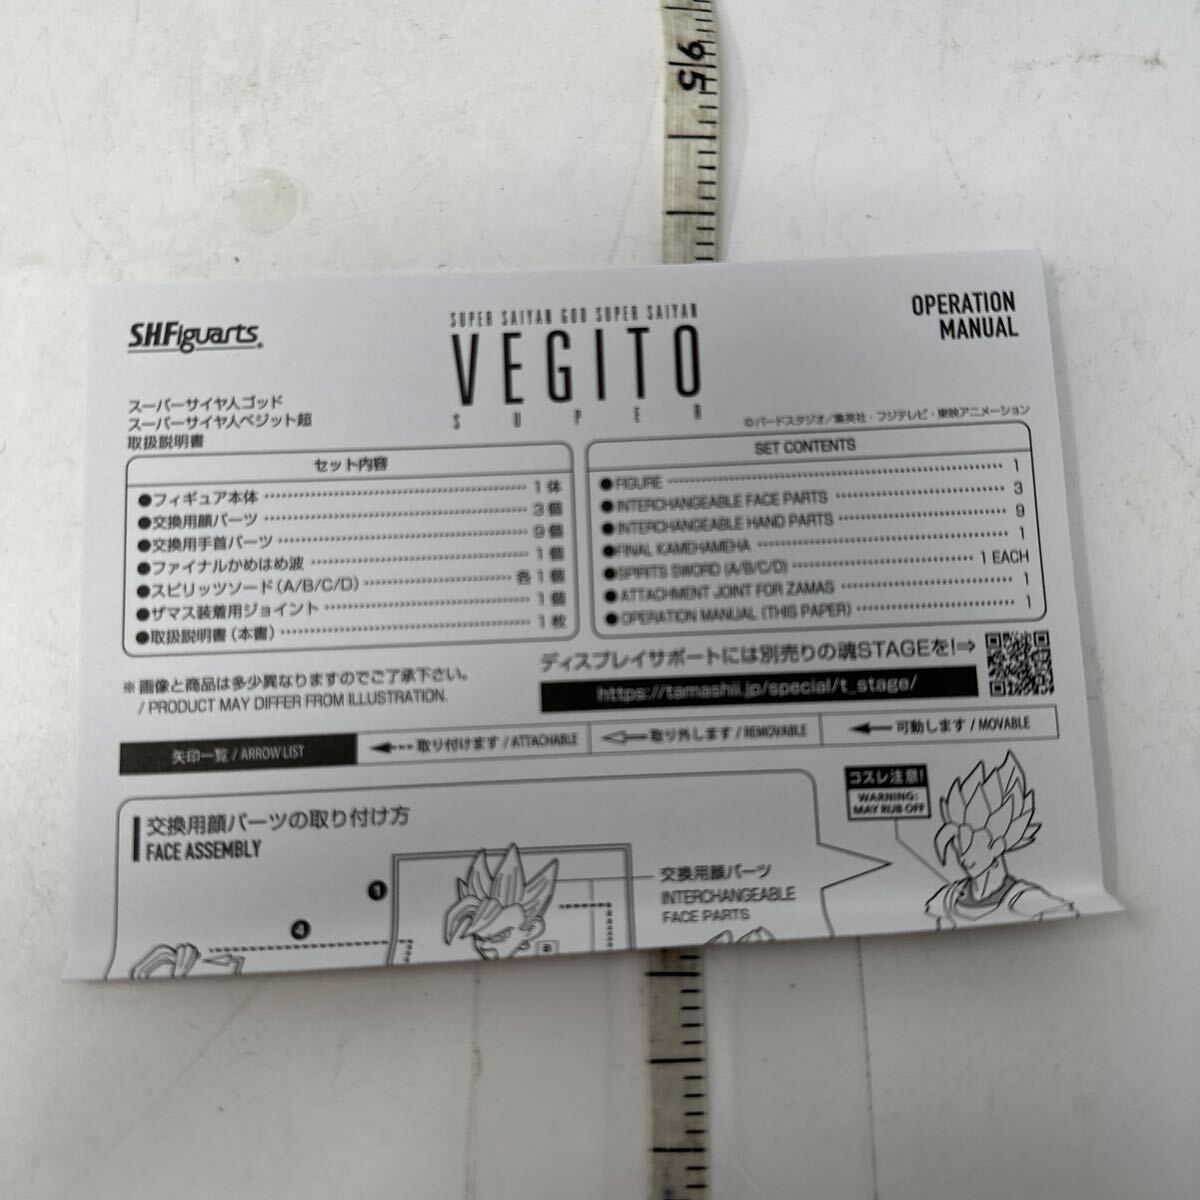 95
S.H.Figuarts
SUPER SAIYAN GOD SUPER SAIYAN
VEGITO
SUPER
OPERATION
MANUAL
スーパーサイヤ人ゴッド
スーパーサイヤ人ベジット超
取扱説明書
©バードスタジオ/集英社・フジテレビ・東映アニメーション
セット内容
●フィギュア本体 1体
●交換用顔パーツ 3個
●交換用手首パーツ 9個
●ファイナルかめはめ波 1個
●スピリッツソード(A/B/C/D) 各1個
●ザマス装着用ジョイント 1個
●取扱説明書(本書) 1枚
SET CONTENTS
●FIGURE 1
●INTERCHANGEABLE FACE PARTS 3
●INTERCHANGEABLE HAND PARTS 9
●FINAL KAMEHAMEHA 1
●SPIRITS SWORD (A/B/C/D) 1 EACH
●ATTACHMENT JOINT FOR ZAMAS 1
●OPERATION MANUAL (THIS PAPER) 1
※画像と商品は多少異なりますのでご了承下さい。
/ PRODUCT MAY DIFFER FROM ILLUSTRATION.
ディスプレイサポートには別売りの魂STAGEを!⇒
https://tamashii.jp/special/t_stage/
矢印一覧 / ARROW LIST
取り付けます / ATTACHABLE
取り外します / REMOVABLE
可動します / MOVABLE
交換用顔パーツの取り付け方
FACE ASSEMBLY
コスレ注意!
WARNING:
MAY RUB OFF
交換用顔パーツ
INTERCHANGEABLE
FACE PARTS
①
④
B